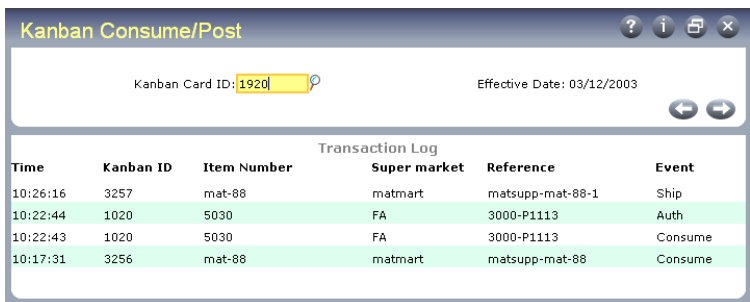 Kanban Consume/Post
Kanban Card ID: 1920 Effective Date: 03/12/2003
Transaction Log
Time Kanban ID Item Number Super market Reference Event
10:26:16 3257 mat-88 matmart matsupp-mat-88-1 Ship
10:22:44 1020 5030 FA 3000-P1113 Auth
10:22:43 1020 5030 FA 3000-P1113 Consume
10:17:31 3256 mat-88 matmart matsupp-mat-88 Consume